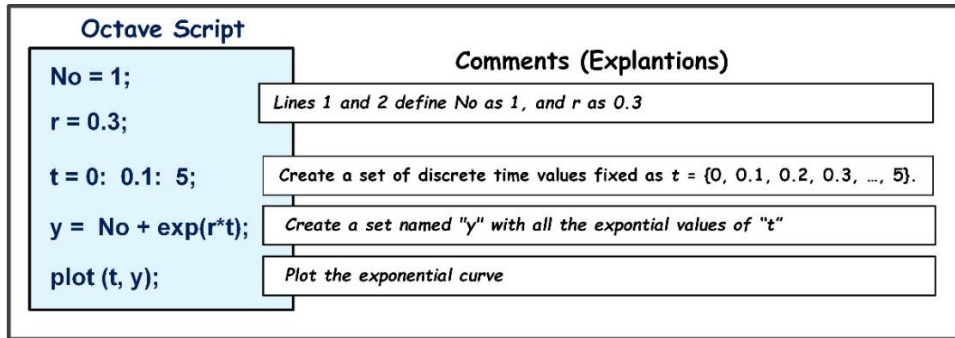 Octave Script
Comments (Explantions)
No = 1;
Lines 1 and 2 define No as 1, and r as 0.3
r = 0.3;
t = 0: 0.1: 5;
Create a set of discrete time values fixed as t = {0, 0.1, 0.2, 0.3, ..., 5}.
y = No + exp(r*t);
Create a set named "y" with all the expontial values of “t”
plot (t, y);
Plot the exponential curve